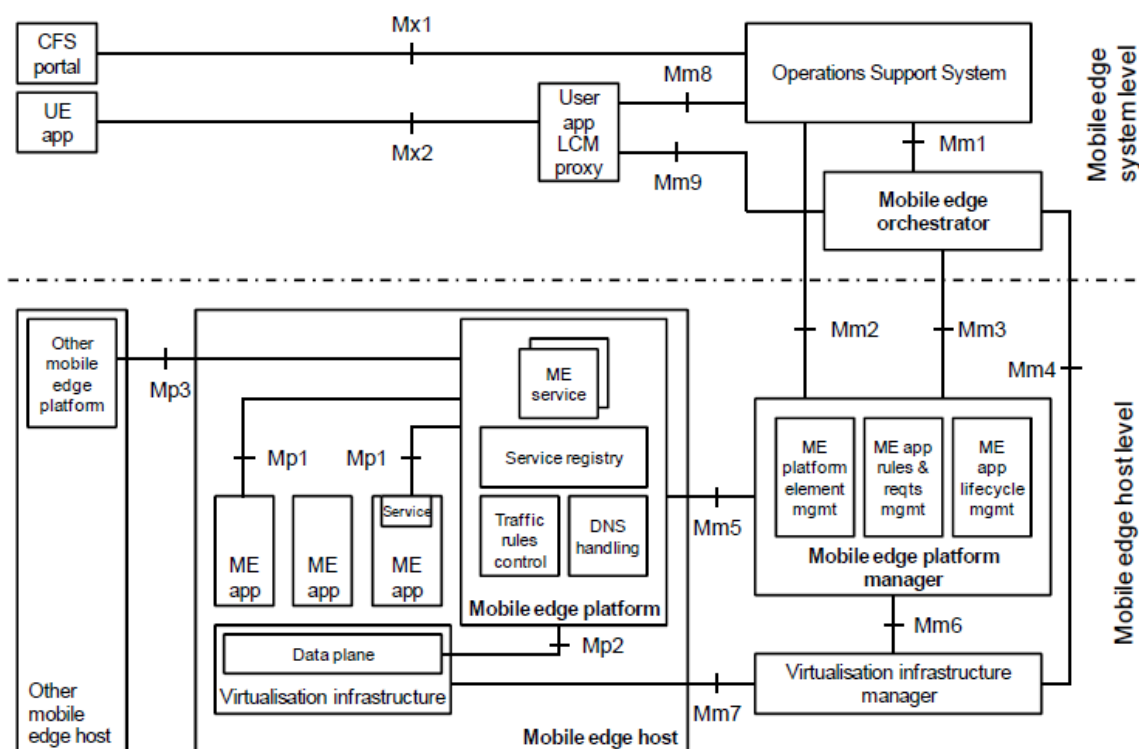 Mx1
CFS
portal
Operations Support System
Mm8
UE
app
User
app
LCM
proxy
Mx2
Mm9
Mm1
Mobile edge
orchestrator
Mobile edge
system level
Other
mobile
edge
platform
Mp3
ME
service
Mm2
Mm3
Mm4
Mp1
Mp1
Service registry
ME
platform
element
mgmt
ME app
rules &
reqts
mgmt
ME
app
lifecycle
mgmt
Service
Traffic
rules
control
DNS
handling
Mm5
ME
app
ME
app
ME
app
Mobile edge platform
Mobile edge platform
manager
Mobile edge host level
Mp2
Mm6
Data plane
Virtualisation infrastructure
Virtualisation infrastructure
manager
Mm7
Other
mobile
edge host
Mobile edge host